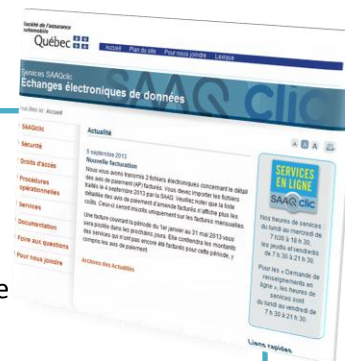 Société de l'assurance
automobile
Québec
Accueil Plan du site Pour nous joindre Lexique
SAAQ clic
Services SAAQclic
Échanges électroniques de données
Vous êtes ici : Accueil
SAAQclic
Sécurité
Droits d'accès
Procédures
opérationnelles
Services
Documentation
Foire aux questions
Pour nous joindre
Actualité
A A A
5 septembre 2013
Nouvelle facturation
Nous vous avons transmis 3 fichiers électroniques concernant le détail
des avis de paiement (AP) facturés. Vous devez importer les fichiers
traités le 4 septembre 2013 par la SAAQ. Veuillez noter que la liste
détaillée des avis de paiement d'amende facturés n'affiche plus les
coûts. Ceux-ci seront inscrits uniquement sur les factures mensuelles.
Une facture couvrant la période du 1er janvier au 31 mai 2013 vous
sera postée dans les prochains jours. Elle contiendra les montants
des services qui n'ont pas encore été facturés pour cette période, y
compris les avis de paiement.
Archives des Actualités
SERVICES
EN LIGNE
SAAQ clic
Nos heures de services :
du lundi au mercredi de
7 h 30 à 18 h 30,
les jeudis et vendredis
de 7 h 30 à 21 h 30.
Pour les « Demande de
renseignements en
ligne », les heures de
services sont
du lundi au vendredi de
7 h 30 à 21 h 30.
Liens rapides
e